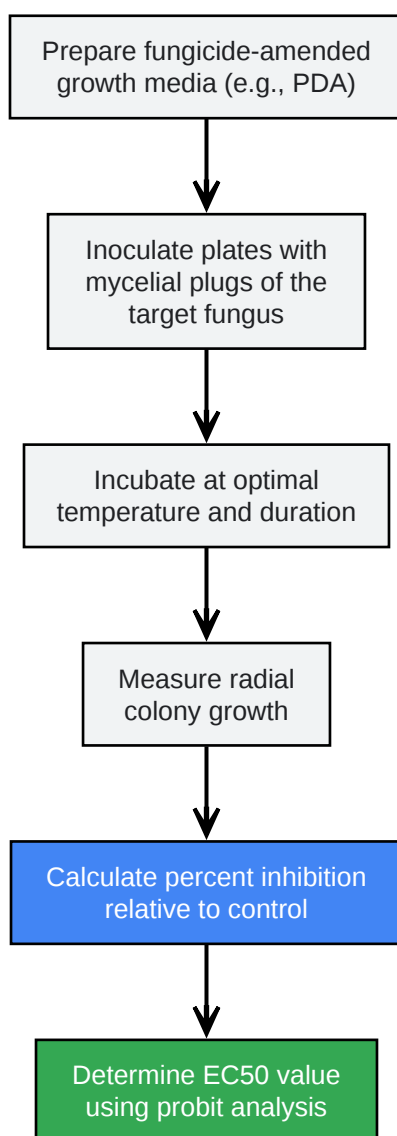 Prepare fungicide-amended
growth media (e.g., PDA)
Inoculate plates with
mycelial plugs of the
target fungus
Incubate at optimal
temperature and duration
Measure radial
colony growth
Calculate percent inhibition
relative to control
Determine EC50 value
using probit analysis